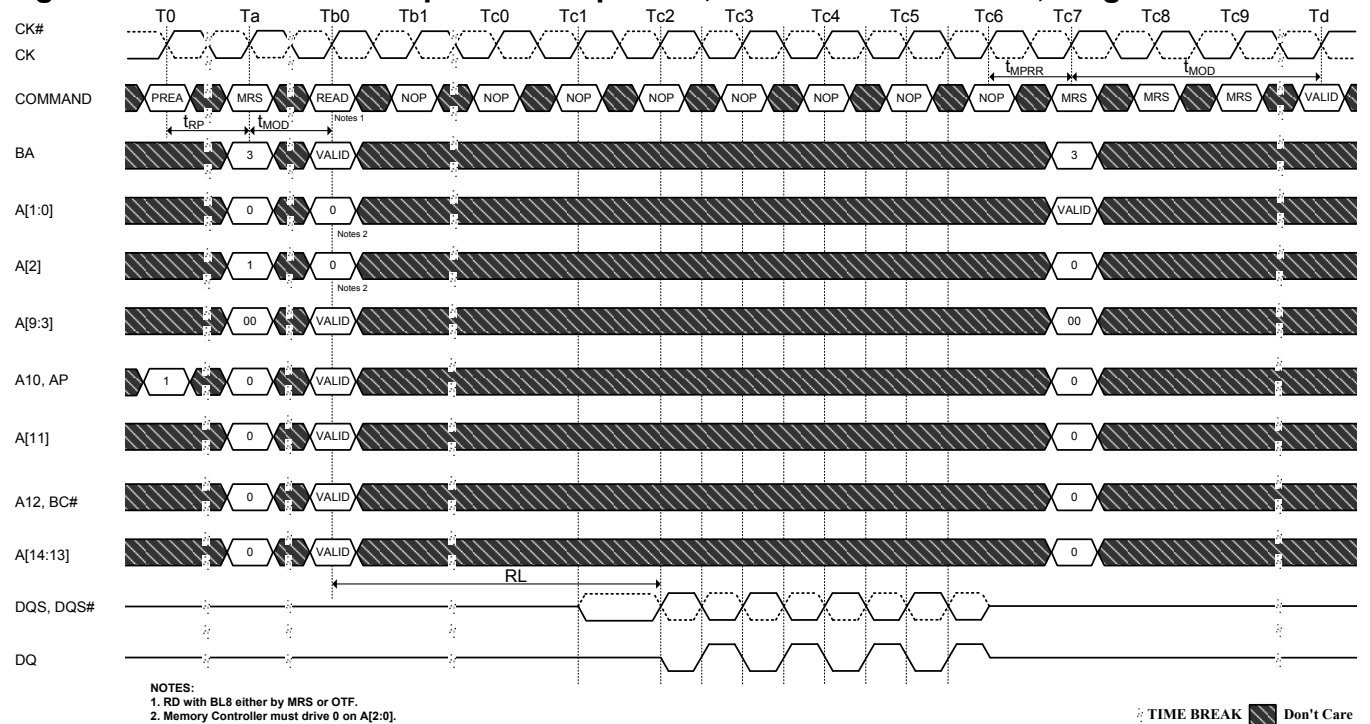 T0 Ta Tb0 Tb1 Tc0 Tc1 Tc2 Tc3 Tc4 Tc5 Tc6 Tc7 Tc8 Tc9 Td
CK#
CK
tMPRR tMOD
COMMAND PREA MRS READ NOP NOP NOP NOP NOP NOP NOP NOP MRS MRS MRS VALID
Notes 1
tRP tMOD
BA 3 VALID 3
A[1:0] 0 0 VALID
Notes 2
A[2] 1 0 0
Notes 2
A[9:3] 00 VALID 00
A10, AP 1 0 VALID 0
A[11] 0 VALID 0
A12, BC# 0 VALID 0
A[14:13] 0 VALID 0
RL
DQS, DQS#
DQ
NOTES:
1. RD with BL8 either by MRS or OTF.
2. Memory Controller must drive 0 on A[2:0].
TIME BREAK Don't Care